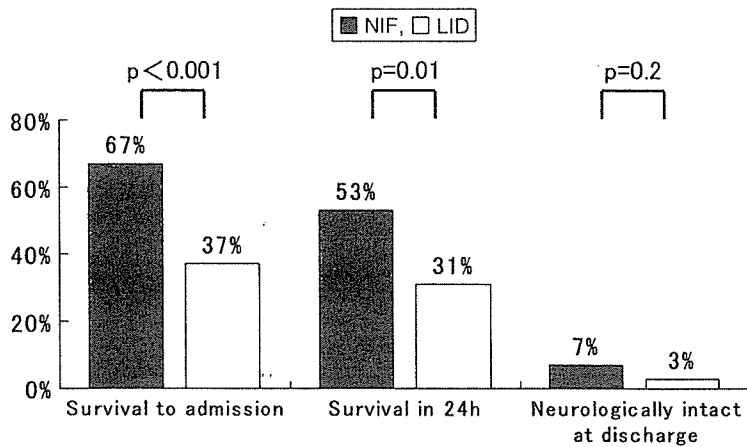 NIF, LID
p<0.001
p=0.01
p=0.2
80%
67%
60%
53%
40%
37%
31%
20%
7%
3%
0%
Survival to admission
Survival in 24h
Neurologically intact
at discharge